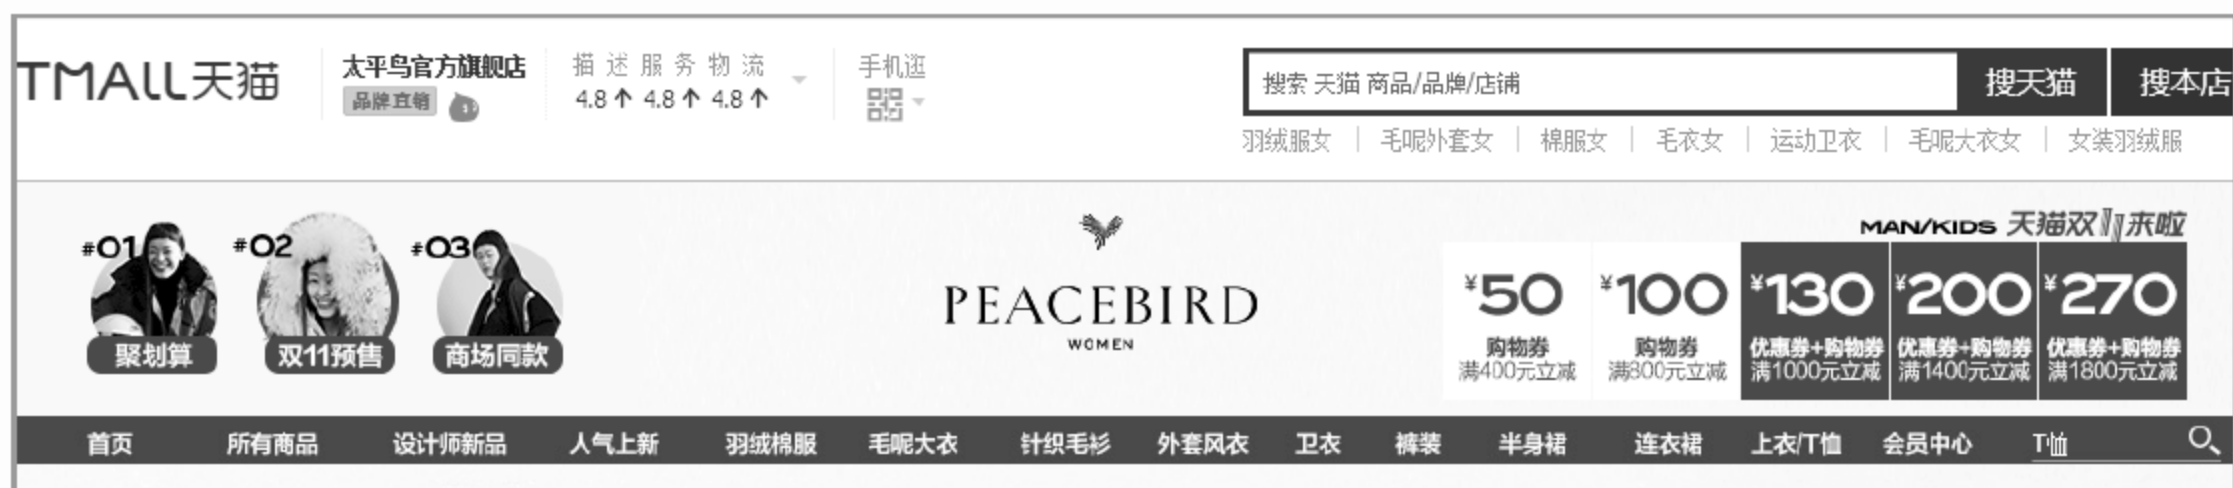 TMALL天猫
太平鸟官方旗舰店
品牌直销
描 述 服 务 物 流
4.8 ↑ 4.8 ↑ 4.8 ↑
手机逛
搜索 天猫 商品/品牌/店铺
搜天猫
搜本店
羽绒服女 | 毛呢外套女 | 棉服女 | 毛衣女 | 运动卫衣 | 毛呢大衣女 | 女装羽绒服
#01
聚划算
#02
双11预售
#03
商场同款
PEACEBIRD
WOMEN
MAN/KIDS 天猫双11来啦
¥50
购物券
满400元立减
¥100
购物券
满800元立减
¥130
优惠券+购物券
满1000元立减
¥200
优惠券+购物券
满1400元立减
¥270
优惠券+购物券
满1800元立减
首页 所有商品 设计师新品 人气上新 羽绒棉服 毛呢大衣 针织毛衫 外套风衣 卫衣 裤装 半身裙 连衣裙 上衣/T恤 会员中心 T恤